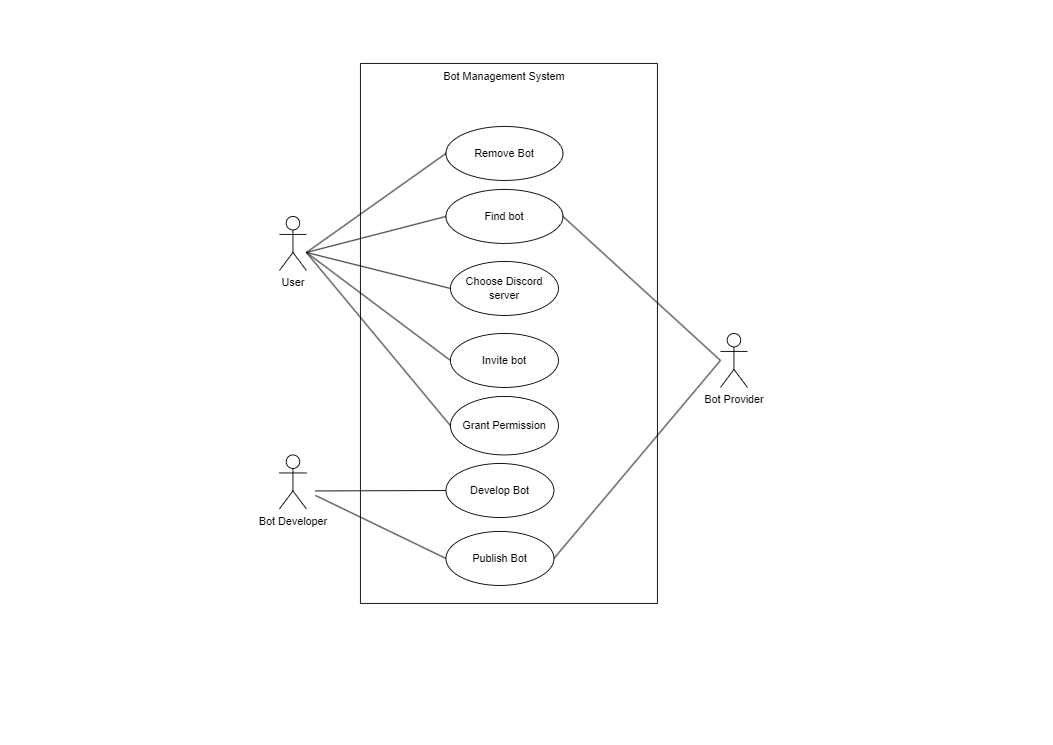 Bot Management System
Remove Bot
Find bot
User
Choose Discord
server
Invite bot
Bot Provider
Grant Permission
Develop Bot
Bot Developer
Publish Bot